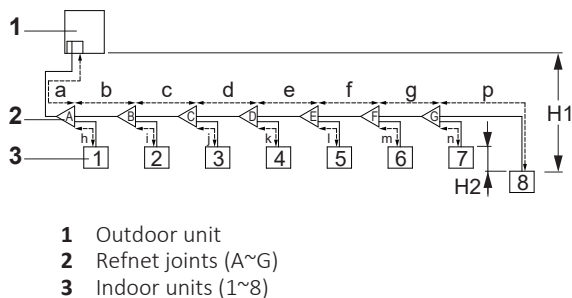 1
a b c d e f g p
H1
2 A B C D E F G
h i j k l m n
3 1 2 3 4 5 6 7
H2 8
1 Outdoor unit
2 Refnet joints (A~G)
3 Indoor units (1~8)